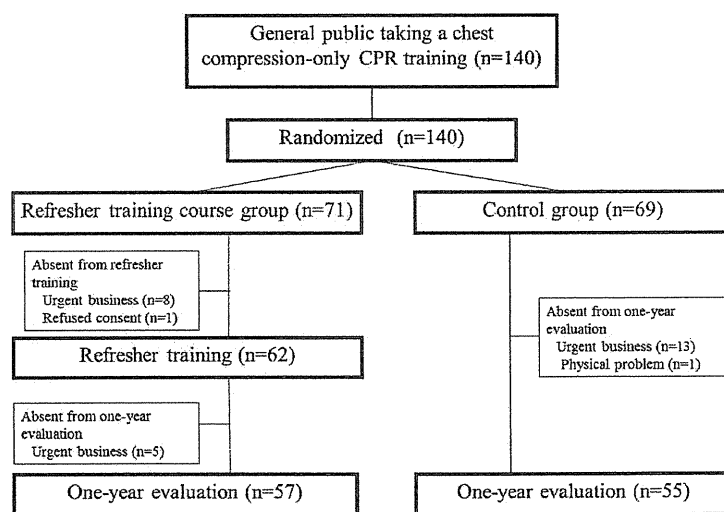 General public taking a chest
compression-only CPR training (n=140)
Randomized (n=140)
Refresher training course group (n=71)
Control group (n=69)
Absent from refresher
training
Urgent business (n=8)
Refused consent (n=1)
Absent from one-year
evaluation
Urgent business (n=13)
Physical problem (n=1)
Refresher training (n=62)
Absent from one-year
evaluation
Urgent business (n=5)
One-year evaluation (n=57)
One-year evaluation (n=55)